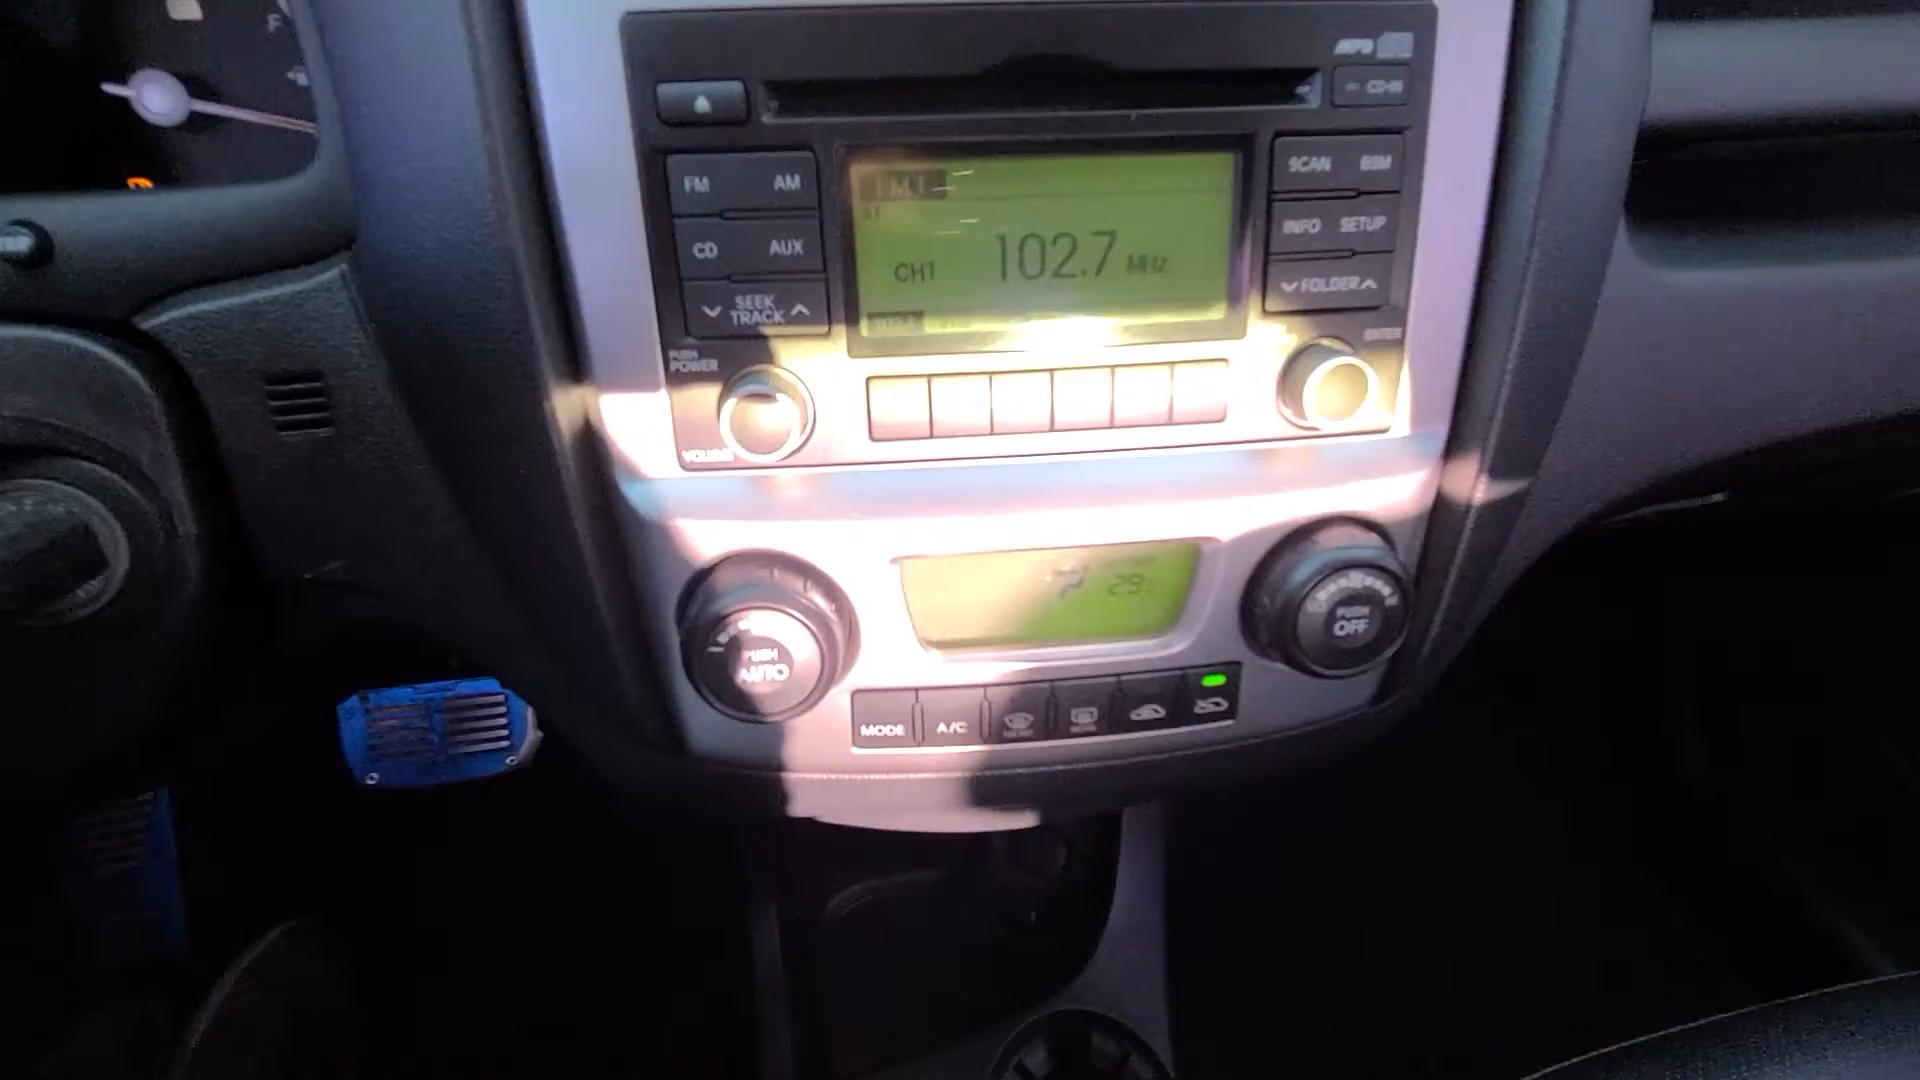 F
MP3
CD-IN
FM AM
SCAN BSM
CD AUX
INFO SETUP
CH1 102.7 MHz
SEEK
TRACK
FOLDER
PUSH
POWER
ENTER
VOLUME
29
PUSH
AUTO
PUSH
OFF
MODE A/C